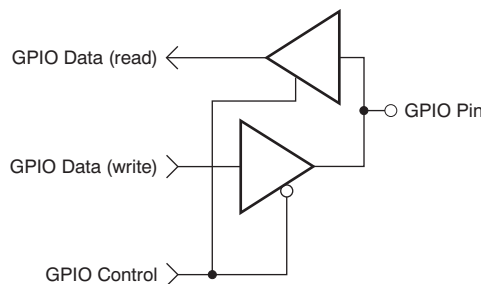 GPIO Data (read)
GPIO Pin
GPIO Data (write)
GPIO Control